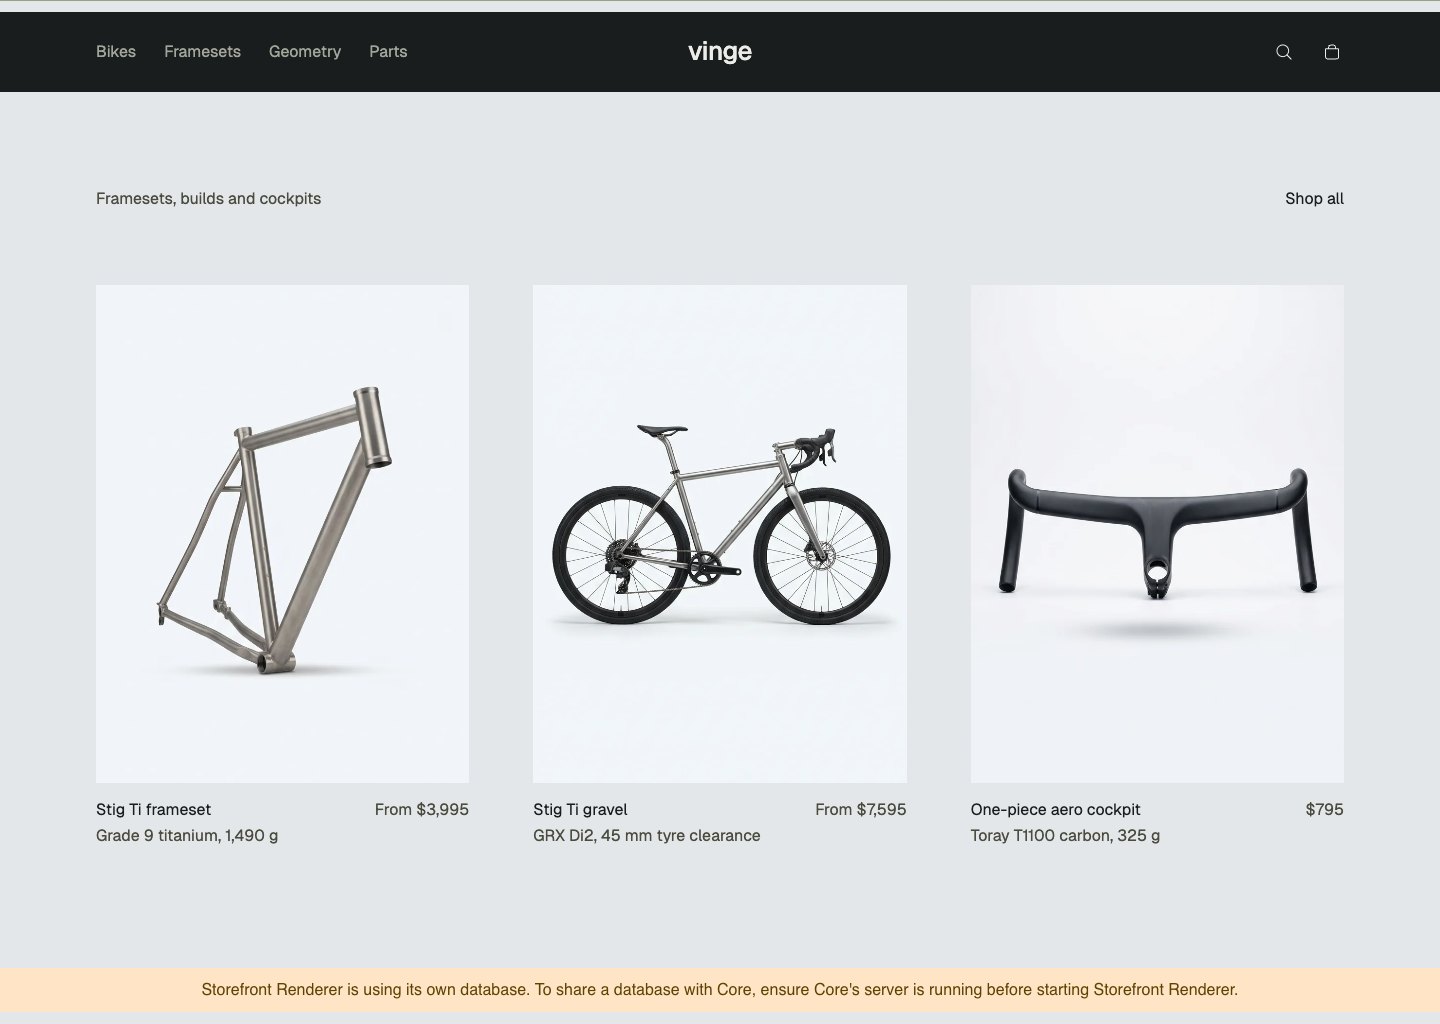 Bikes Framesets Geometry Parts vinge
Framesets, builds and cockpits Shop all
Stig Ti frameset From $3,995
Grade 9 titanium, 1,490 g
Stig Ti gravel From $7,595
GRX Di2, 45 mm tyre clearance
One-piece aero cockpit $795
Toray T1100 carbon, 325 g
Storefront Renderer is using its own database. To share a database with Core, ensure Core's server is running before starting Storefront Renderer.